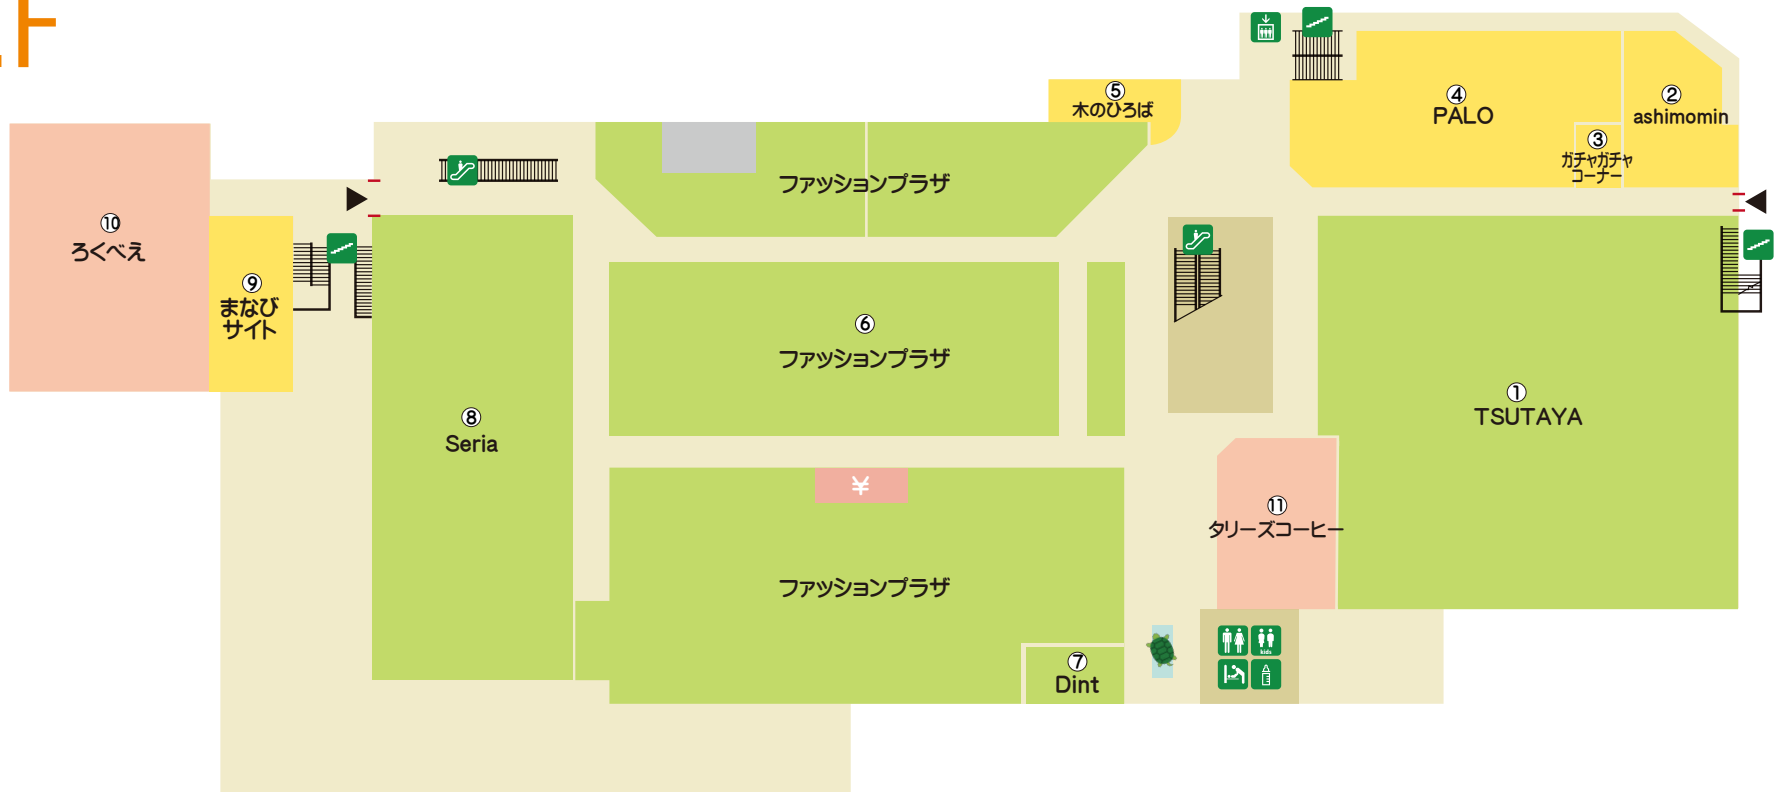 F
⑤
木のひろば
④
PALO
②
ashimomin
③
ガチャガチャ
コーナー
ファッションプラザ
⑩
ろくべえ
⑨
まなび
サイト
⑥
ファッションプラザ
①
TSUTAYA
⑧
Seria
¥
⑪
タリーズコーヒー
ファッションプラザ
kids
⑦
Dint